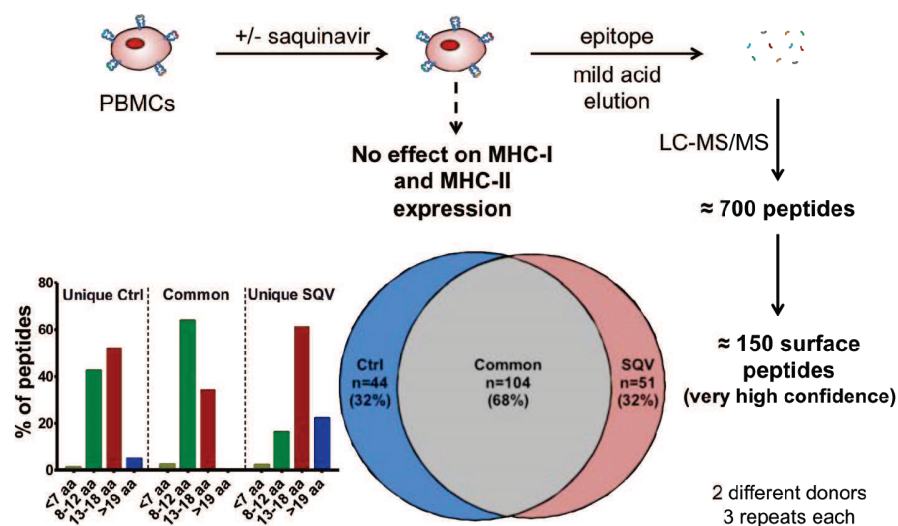 +/- saquinavir
epitope
mild acid
elution
PBMCs
LC-MS/MS
No effect on MHC-I
and MHC-II
expression
≈ 700 peptides
≈ 150 surface
peptides
(very high confidence)
% of peptides
80
60
40
20
0
Unique Ctrl
Common
Unique SQV
<7 aa
8-12 aa
13-18 aa
>19 aa
<7 aa
8-12 aa
13-18 aa
>19 aa
<7 aa
8-12 aa
13-18 aa
>19 aa
Ctrl
n=44
(32%)
Common
n=104
(68%)
SQV
n=51
(32%)
2 different donors
3 repeats each